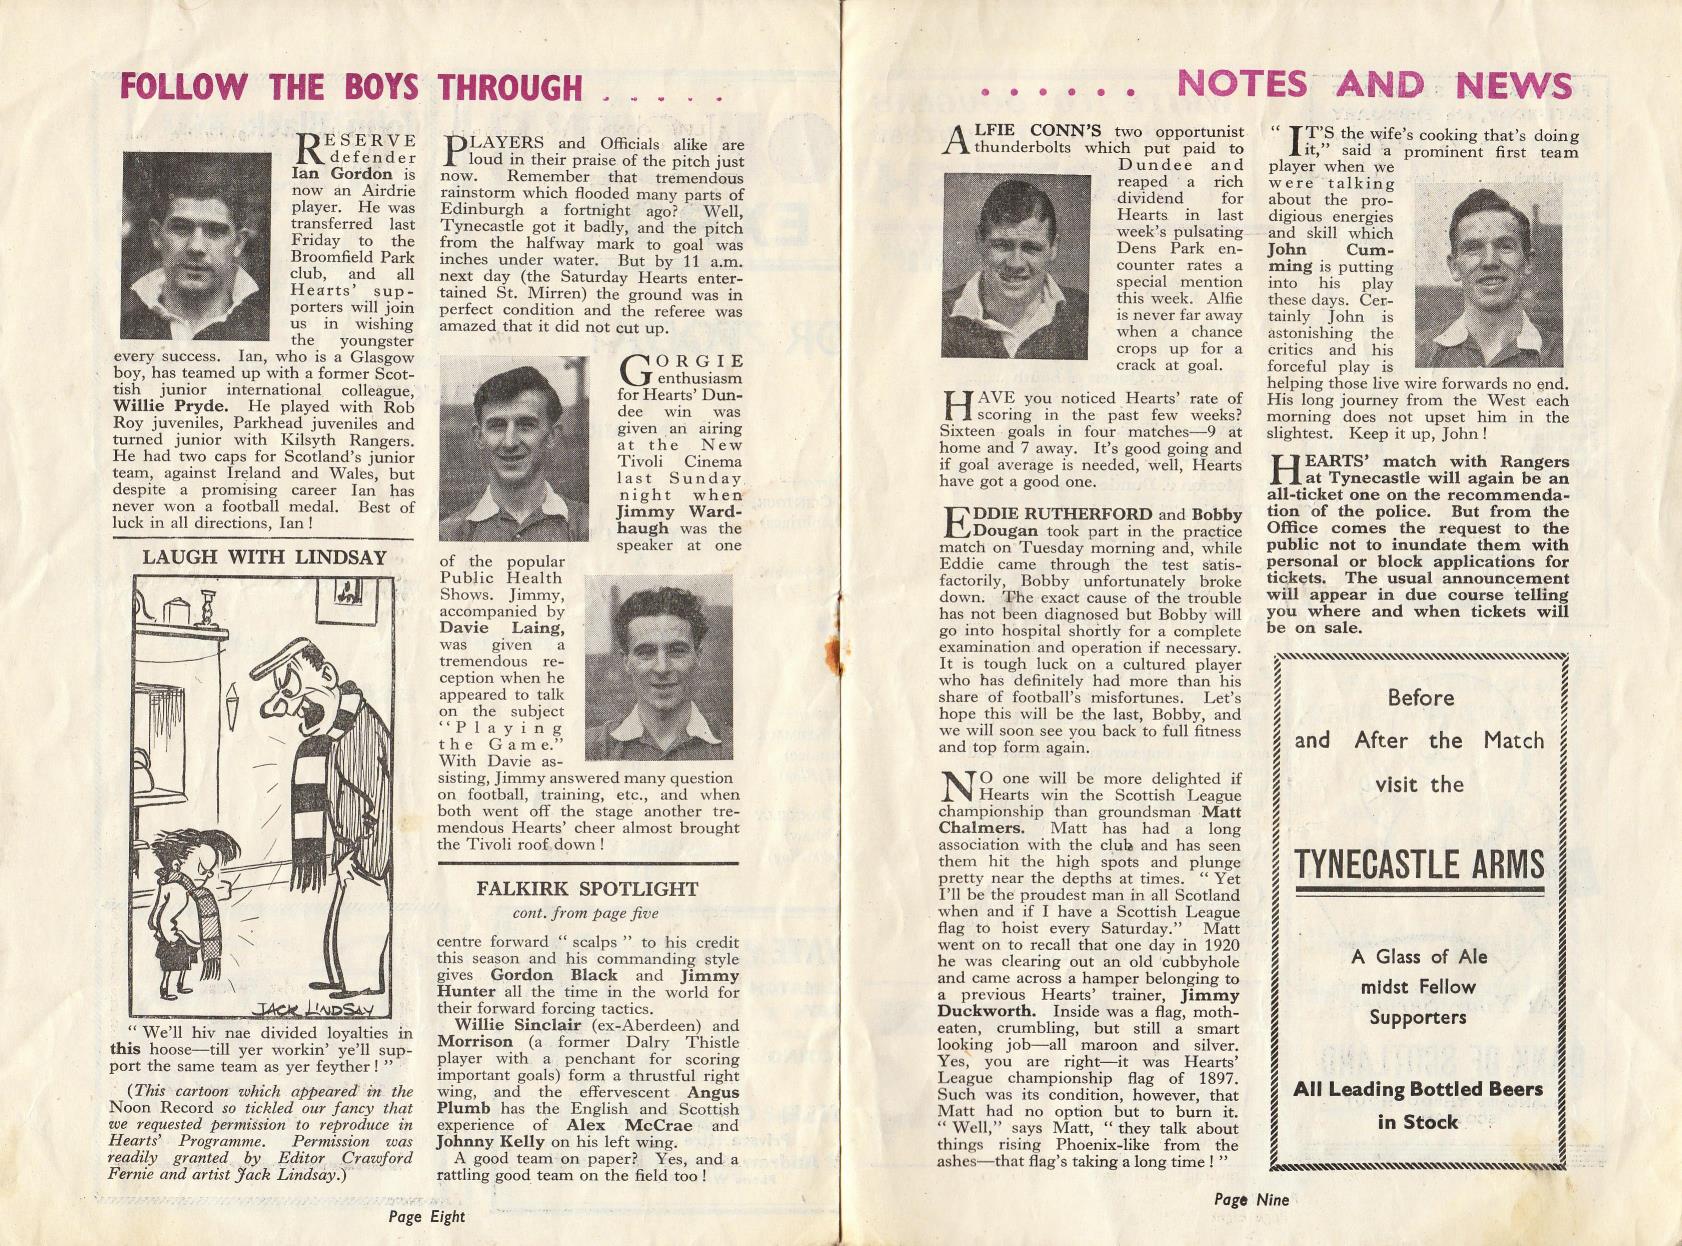 FOLLOW THE BOYS THROUGH . . . . .
RESERVE
defender
Ian Gordon is
now an Airdrie
player. He was
transferred last
Friday to the
Broomfield Park
club, and all
Hearts' sup-
porters will join
us in wishing
the youngster
every success. Ian, who is a Glasgow
boy, has teamed up with a former Scot-
tish junior international colleague,
Willie Pryde. He played with Rob
Roy juveniles, Parkhead juveniles and
turned junior with Kilsyth Rangers.
He had two caps for Scotland's junior
team, against Ireland and Wales, but
despite a promising career Ian has
never won a football medal. Best of
luck in all directions, Ian!
LAUGH WITH LINDSAY
JACK LINDSAY
" We'll hiv nae divided loyalties in
this hoose—till yer workin' ye'll sup-
port the same team as yer feyther! "
(This cartoon which appeared in the
Noon Record so tickled our fancy that
we requested permission to reproduce in
Hearts' Programme. Permission was
readily granted by Editor Crawford
Fernie and artist Jack Lindsay.)
PLAYERS and Officials alike are
loud in their praise of the pitch just
now. Remember that tremendous
rainstorm which flooded many parts of
Edinburgh a fortnight ago? Well,
Tynecastle got it badly, and the pitch
from the halfway mark to goal was
inches under water. But by 11 a.m.
next day (the Saturday Hearts enter-
tained St. Mirren) the ground was in
perfect condition and the referee was
amazed that it did not cut up.
GORGIE
enthusiasm
for Hearts' Dun-
dee win was
given an airing
at the New
Tivoli Cinema
last Sunday
night when
Jimmy Ward-
haugh was the
speaker at one
of the popular
Public Health
Shows. Jimmy,
accompanied by
Davie Laing,
was given a
tremendous re-
ception when he
appeared to talk
on the subject
" Playing
the Game."
With Davie as-
sisting, Jimmy answered many question
on football, training, etc., and when
both went off the stage another tre-
mendous Hearts' cheer almost brought
the Tivoli roof down!
FALKIRK SPOTLIGHT
cont. from page five
centre forward " scalps " to his credit
this season and his commanding style
gives Gordon Black and Jimmy
Hunter all the time in the world for
their forward forcing tactics.
Willie Sinclair (ex-Aberdeen) and
Morrison (a former Dalry Thistle
player with a penchant for scoring
important goals) form a thrustful right
wing, and the effervescent Angus
Plumb has the English and Scottish
experience of Alex McCrae and
Johnny Kelly on his left wing.
A good team on paper? Yes, and a
rattling good team on the field too!
Page Eight
. . . . . . NOTES AND NEWS
ALFIE CONN'S two opportunist
thunderbolts which put paid to
Dundee and
reaped a rich
dividend for
Hearts in last
week's pulsating
Dens Park en-
counter rates a
special mention
this week. Alfie
is never far away
when a chance
crops up for a
crack at goal.
HAVE you noticed Hearts' rate of
scoring in the past few weeks?
Sixteen goals in four matches—9 at
home and 7 away. It's good going and
if goal average is needed, well, Hearts
have got a good one.
EDDIE RUTHERFORD and Bobby
Dougan took part in the practice
match on Tuesday morning and, while
Eddie came through the test satis-
factorily, Bobby unfortunately broke
down. The exact cause of the trouble
has not been diagnosed but Bobby will
go into hospital shortly for a complete
examination and operation if necessary.
It is tough luck on a cultured player
who has definitely had more than his
share of football's misfortunes. Let's
hope this will be the last, Bobby, and
we will soon see you back to full fitness
and top form again.
NO one will be more delighted if
Hearts win the Scottish League
championship than groundsman Matt
Chalmers. Matt has had a long
association with the club and has seen
them hit the high spots and plunge
pretty near the depths at times. " Yet
I'll be the proudest man in all Scotland
when and if I have a Scottish League
flag to hoist every Saturday." Matt
went on to recall that one day in 1920
he was clearing out an old cubbyhole
and came across a hamper belonging to
a previous Hearts' trainer, Jimmy
Duckworth. Inside was a flag, moth-
eaten, crumbling, but still a smart
looking job—all maroon and silver.
Yes, you are right—it was Hearts'
League championship flag of 1897.
Such was its condition, however, that
Matt had no option but to burn it.
" Well," says Matt, " they talk about
things rising Phoenix-like from the
ashes—that flag's taking a long time! "
" IT'S the wife's cooking that's doing
it," said a prominent first team
player when we
were talking
about the pro-
digious energies
and skill which
John Cum-
ming is putting
into his play
these days. Cer-
tainly John is
astonishing the
critics and his
forceful play is
helping those live wire forwards no end.
His long journey from the West each
morning does not upset him in the
slightest. Keep it up, John!
HEARTS' match with Rangers
at Tynecastle will again be an
all-ticket one on the recommenda-
tion of the police. But from the
Office comes the request to the
public not to inundate them with
personal or block applications for
tickets. The usual announcement
will appear in due course telling
you where and when tickets will
be on sale.
Before
and After the Match
visit the
TYNECASTLE ARMS
A Glass of Ale
midst Fellow
Supporters
All Leading Bottled Beers
in Stock
Page Nine